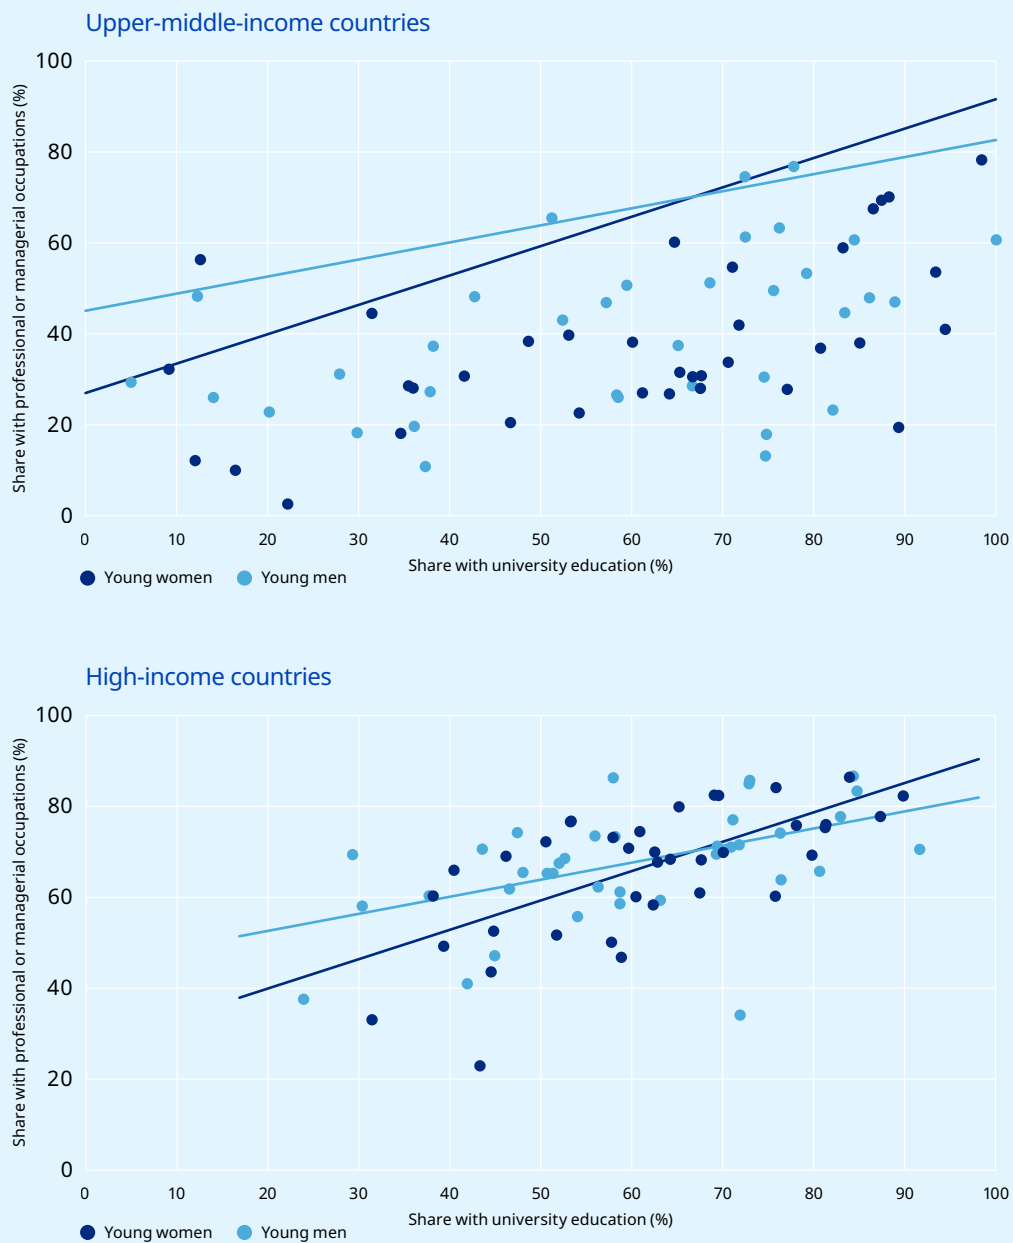 Upper-middle-income countries
Share with professional or managerial occupations (%)
100
80
60
40
20
0
0 10 20 30 40 50 60 70 80 90 100
Share with university education (%)
Young women Young men
High-income countries
Share with professional or managerial occupations (%)
100
80
60
40
20
0
0 10 20 30 40 50 60 70 80 90 100
Share with university education (%)
Young women Young men